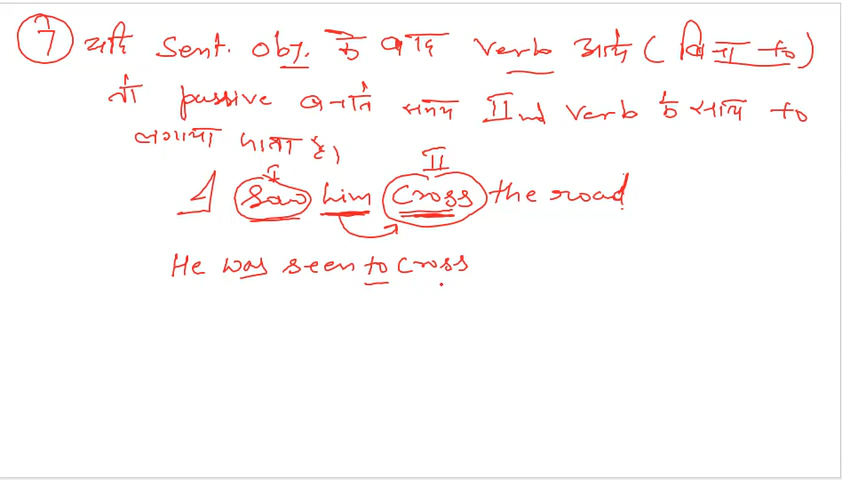 7 यदि Sent. obj. के बाद verb आये ( बिना to )
तो passive बनाते समय IInd verb के साथ to
लगाया जाता है।
I II
I saw him cross the road
He was seen to cross